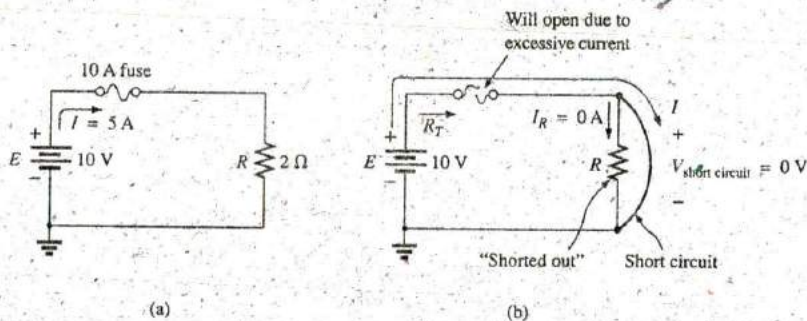 Will open due to
excessive current
10 A fuse
I = 5 A
+
E
10 V
−
R
2 Ω
(a)
R_T
I_R = 0 A
I
+
E
10 V
−
R
+
V_short circuit = 0 V
−
"Shorted out"
Short circuit
(b)